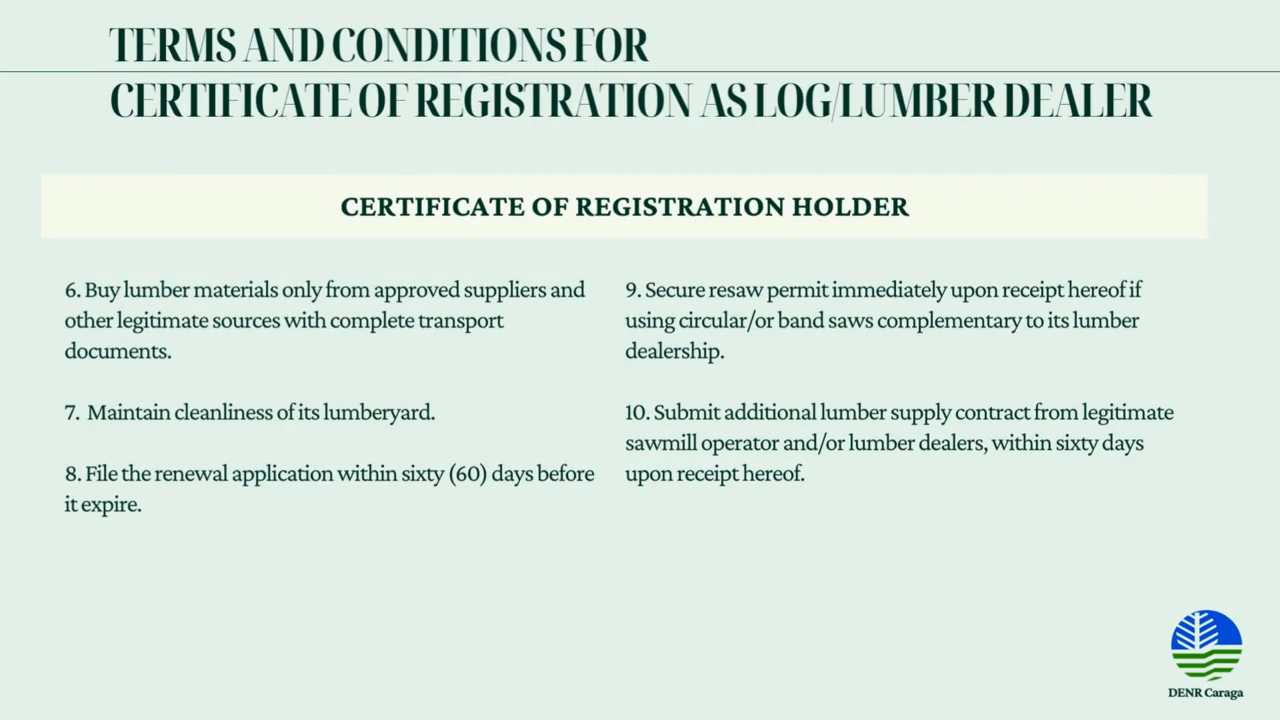 TERMS AND CONDITIONS FOR
CERTIFICATE OF REGISTRATION AS LOG/LUMBER DEALER
CERTIFICATE OF REGISTRATION HOLDER
6. Buy lumber materials only from approved suppliers and
other legitimate sources with complete transport
documents.
7. Maintain cleanliness of its lumberyard.
8. File the renewal application within sixty (60) days before
it expire.
9. Secure resaw permit immediately upon receipt hereof if
using circular/or band saws complementary to its lumber
dealership.
10. Submit additional lumber supply contract from legitimate
sawmill operator and/or lumber dealers, within sixty days
upon receipt hereof.
DENR Caraga